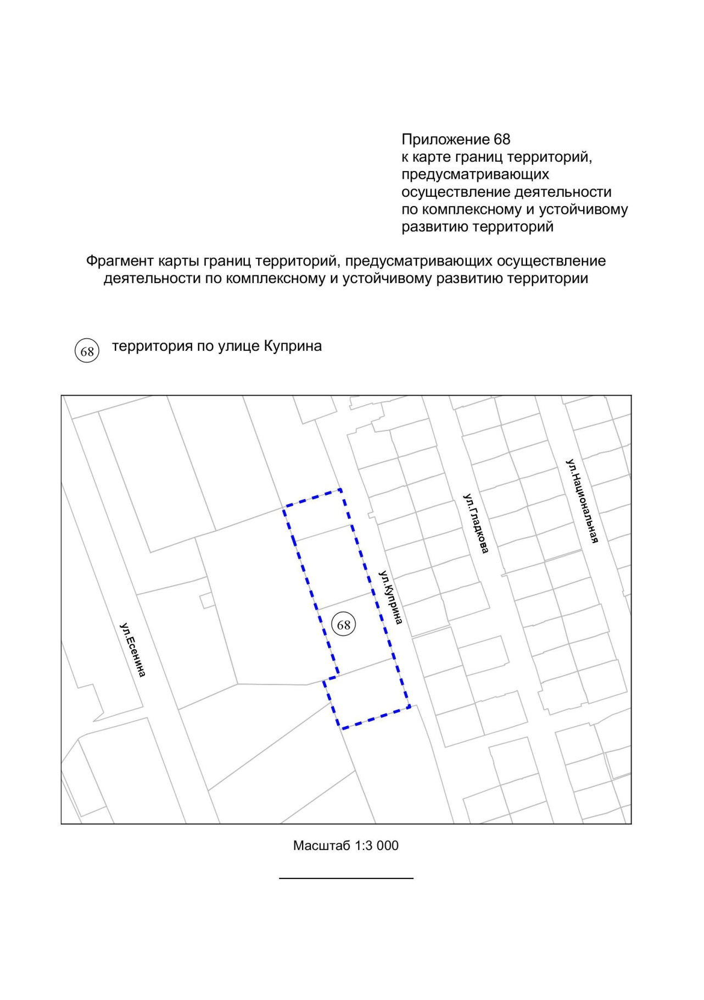 Приложение 68
к карте границ территорий,
предусматривающих
осуществление деятельности
по комплексному и устойчивому
развитию территорий
Фрагмент карты границ территорий, предусматривающих осуществление
деятельности по комплексному и устойчивому развитию территории
68 территория по улице Куприна
ул.Национальная
ул.Гладкова
ул.Куприна
68
ул.Есенина
Масштаб 1:3 000